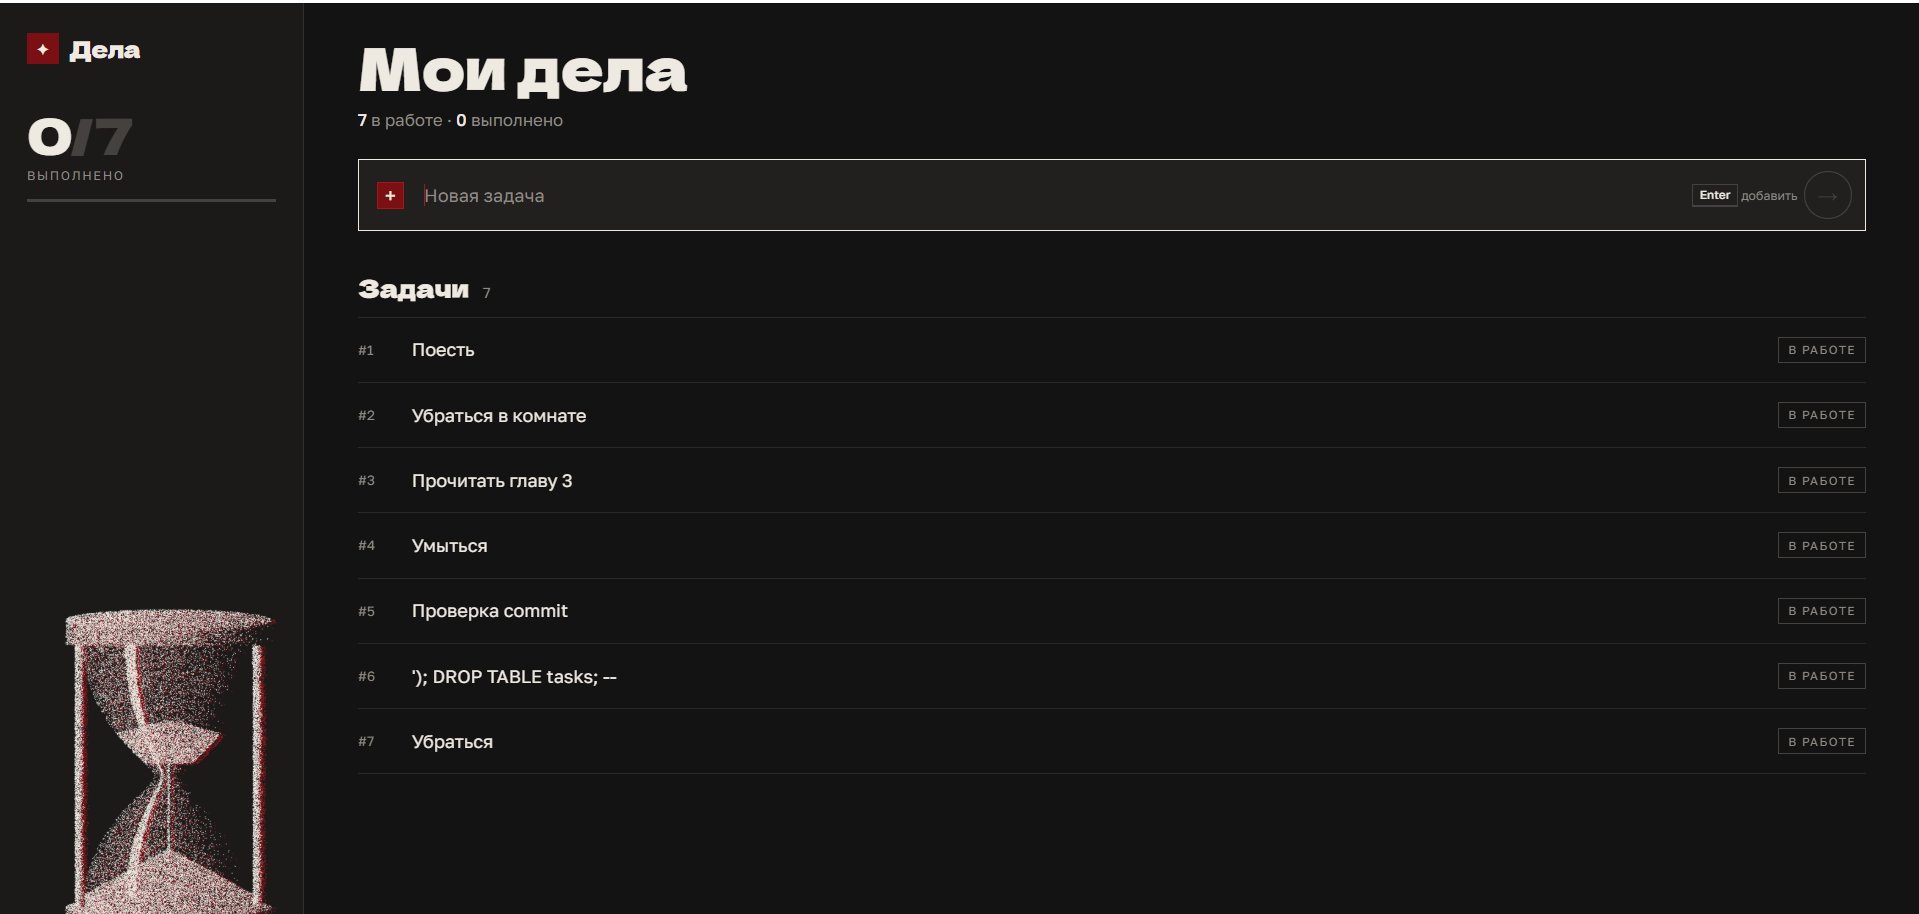 ✦ Дела
0/7
ВЫПОЛНЕНО
Мои дела
7 в работе · 0 выполнено
+ Новая задача Enter добавить →
Задачи 7
#1 Поесть В РАБОТЕ
#2 Убраться в комнате В РАБОТЕ
#3 Прочитать главу 3 В РАБОТЕ
#4 Умыться В РАБОТЕ
#5 Проверка commit В РАБОТЕ
#6 '); DROP TABLE tasks; -- В РАБОТЕ
#7 Убраться В РАБОТЕ